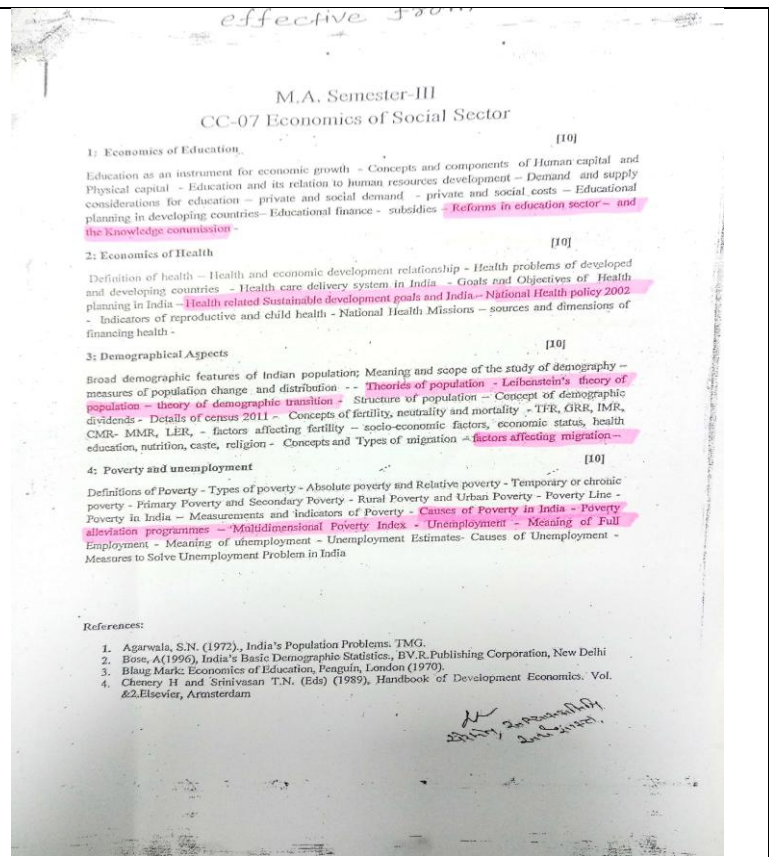 effective from
M.A. Semester-III
CC-07 Economics of Social Sector
1: Economics of Education [10]
Education as an instrument for economic growth - Concepts and components of Human capital and
Physical capital - Education and its relation to human resources development – Demand and supply
considerations for education – private and social demand - private and social costs – Educational
planning in developing countries– Educational finance - subsidies – Reforms in education sector – and
the Knowledge commission -
2: Economics of Health [10]
Definition of health – Health and economic development relationship - Health problems of developed
and developing countries - Health care delivery system in India - Goals and Objectives of Health
planning in India – Health related Sustainable development goals and India – National Health policy 2002
- Indicators of reproductive and child health - National Health Missions – sources and dimensions of
financing health -
3: Demographical Aspects [10]
Broad demographic features of Indian population; Meaning and scope of the study of demography –
measures of population change and distribution - - Theories of population - Leibenstein's theory of
population – theory of demographic transition - Structure of population – Concept of demographic
dividends - Details of census 2011 – Concepts of fertility, neutrality and mortality - TFR, GRR, IMR,
CMR- MMR, LER, - factors affecting fertility – socio-economic factors, economic status, health
education, nutrition, caste, religion - Concepts and Types of migration – factors affecting migration –
4: Poverty and unemployment [10]
Definitions of Poverty - Types of poverty - Absolute poverty and Relative poverty - Temporary or chronic
poverty - Primary Poverty and Secondary Poverty - Rural Poverty and Urban Poverty - Poverty Line -
Poverty in India – Measurements and indicators of Poverty - Causes of Poverty in India - Poverty
alleviation programmes – Multidimensional Poverty Index - Unemployment - Meaning of Full
Employment - Meaning of unemployment - Unemployment Estimates- Causes of Unemployment -
Measures to Solve Unemployment Problem in India
References:
1. Agarwala, S.N. (1972)., India's Population Problems. TMG.
2. Bose, A(1996), India's Basic Demographic Statistics., BV.R.Publishing Corporation, New Delhi
3. Blaug Mark: Economics of Education, Penguin, London (1970).
4. Chenery H and Srinivasan T.N. (Eds) (1989), Handbook of Development Economics. Vol.
&2,Elsevier, Armsterdam